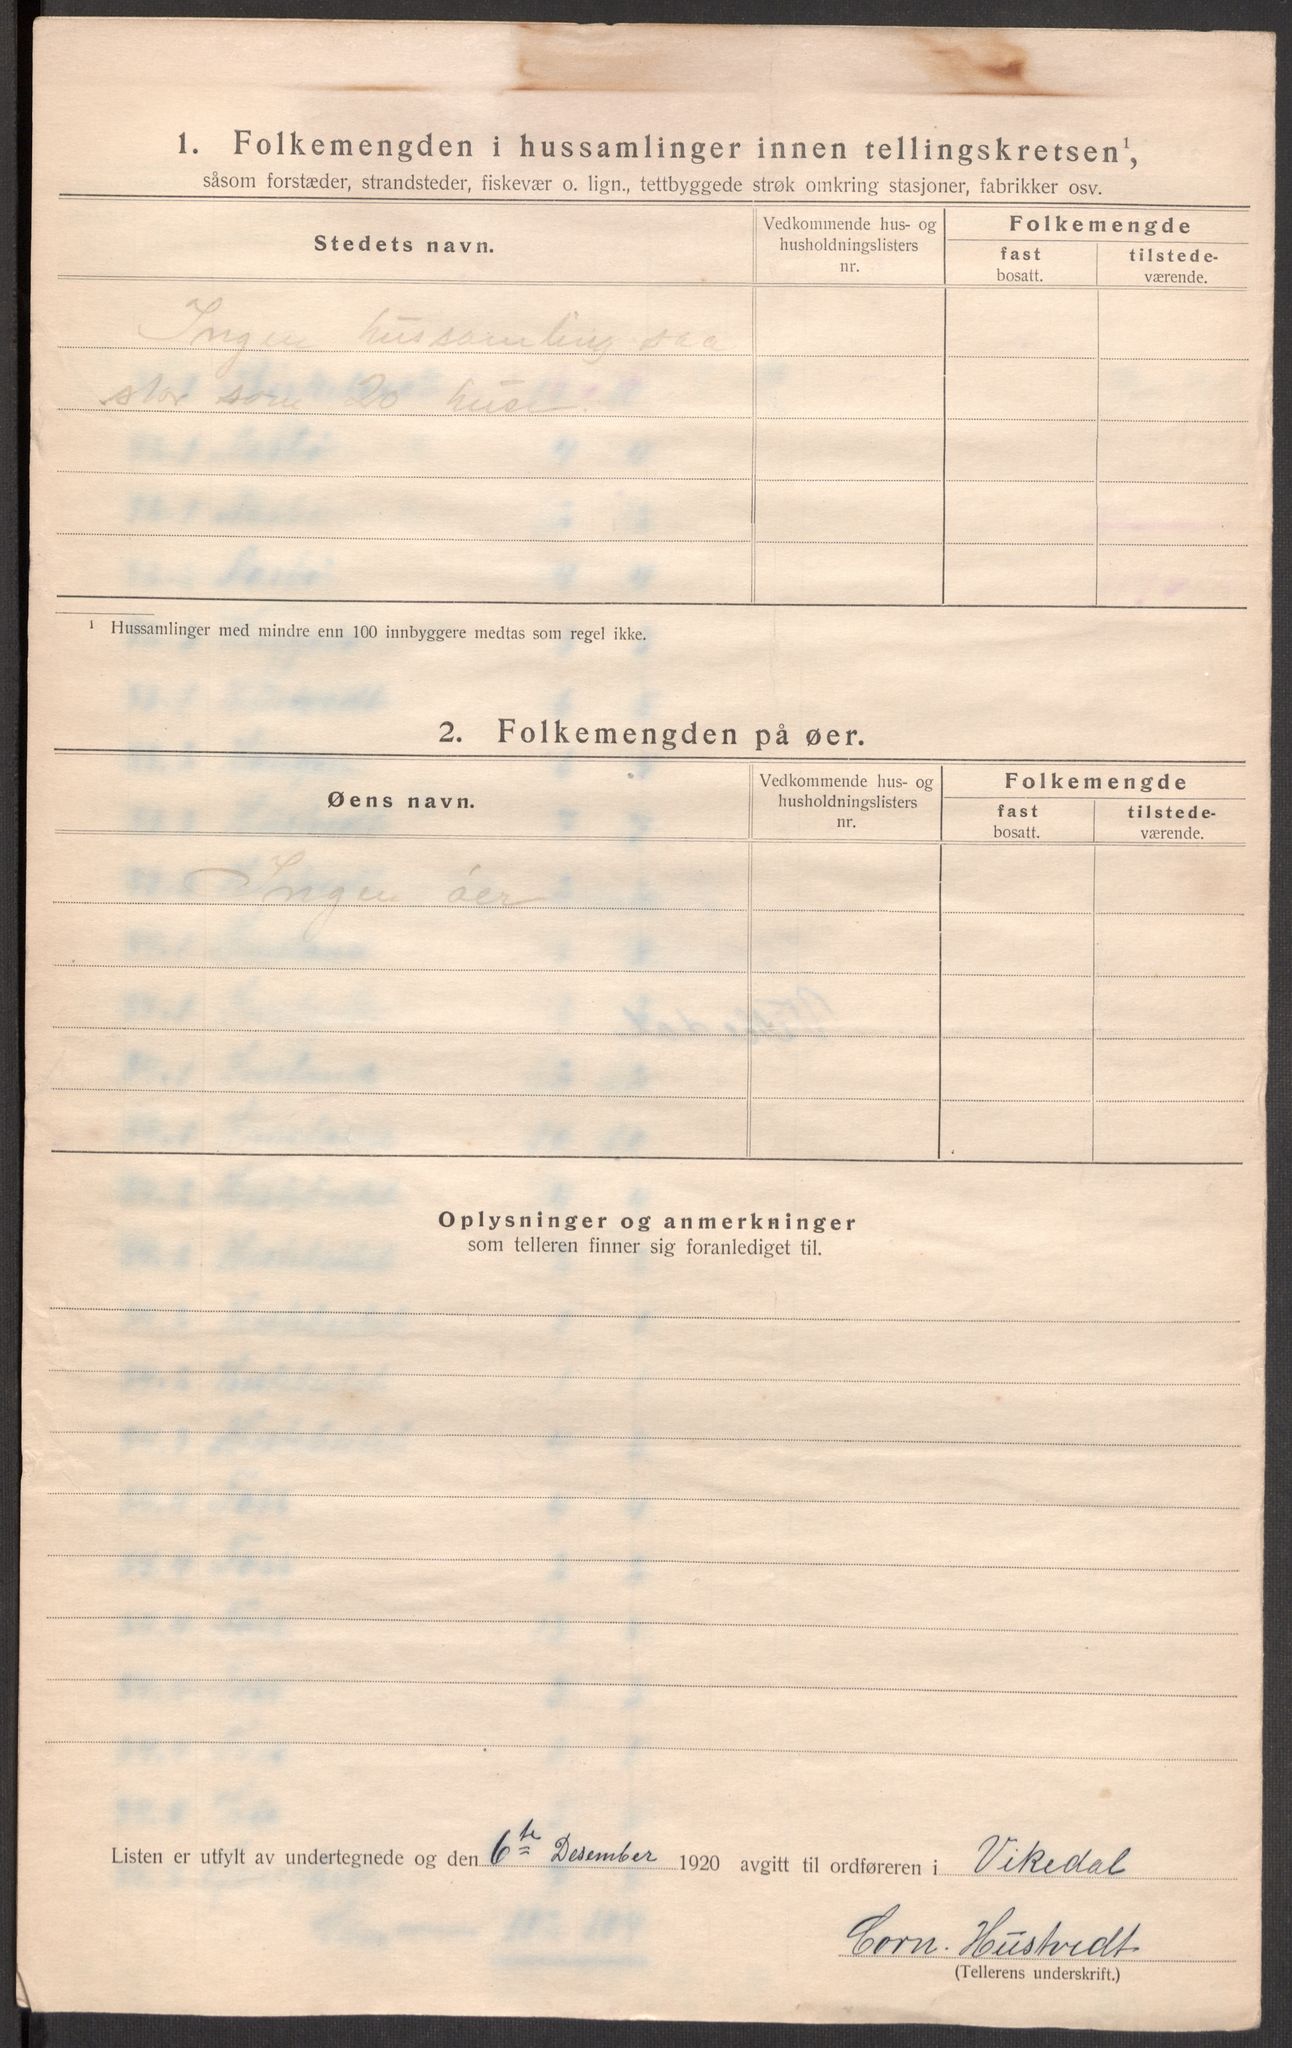 1. Folkemengden i hussamlinger innen tellingskretsen¹,
såsom forstæder, strandsteder, fiskevær o. lign., tettbyggede strøk omkring stasjoner, fabrikker osv.
Stedets navn.
Vedkommende hus- og
husholdningslisters
nr.
Folkemengde
fast
bosatt.
tilstede-
værende.
Ingen hussamling saa
stor som 20 huse.
¹ Hussamlinger med mindre enn 100 innbyggere medtas som regel ikke.
2. Folkemengden på øer.
Øens navn.
Vedkommende hus- og
husholdningslisters
nr.
Folkemengde
fast
bosatt.
tilstede-
værende.
Ingen öer
Oplysninger og anmerkninger
som telleren finner sig foranlediget til.
Listen er utfylt av undertegnede og den 6te Desember 1920 avgitt til ordføreren i Vikedal
Corn. Hustvedt
(Tellerens underskrift.)